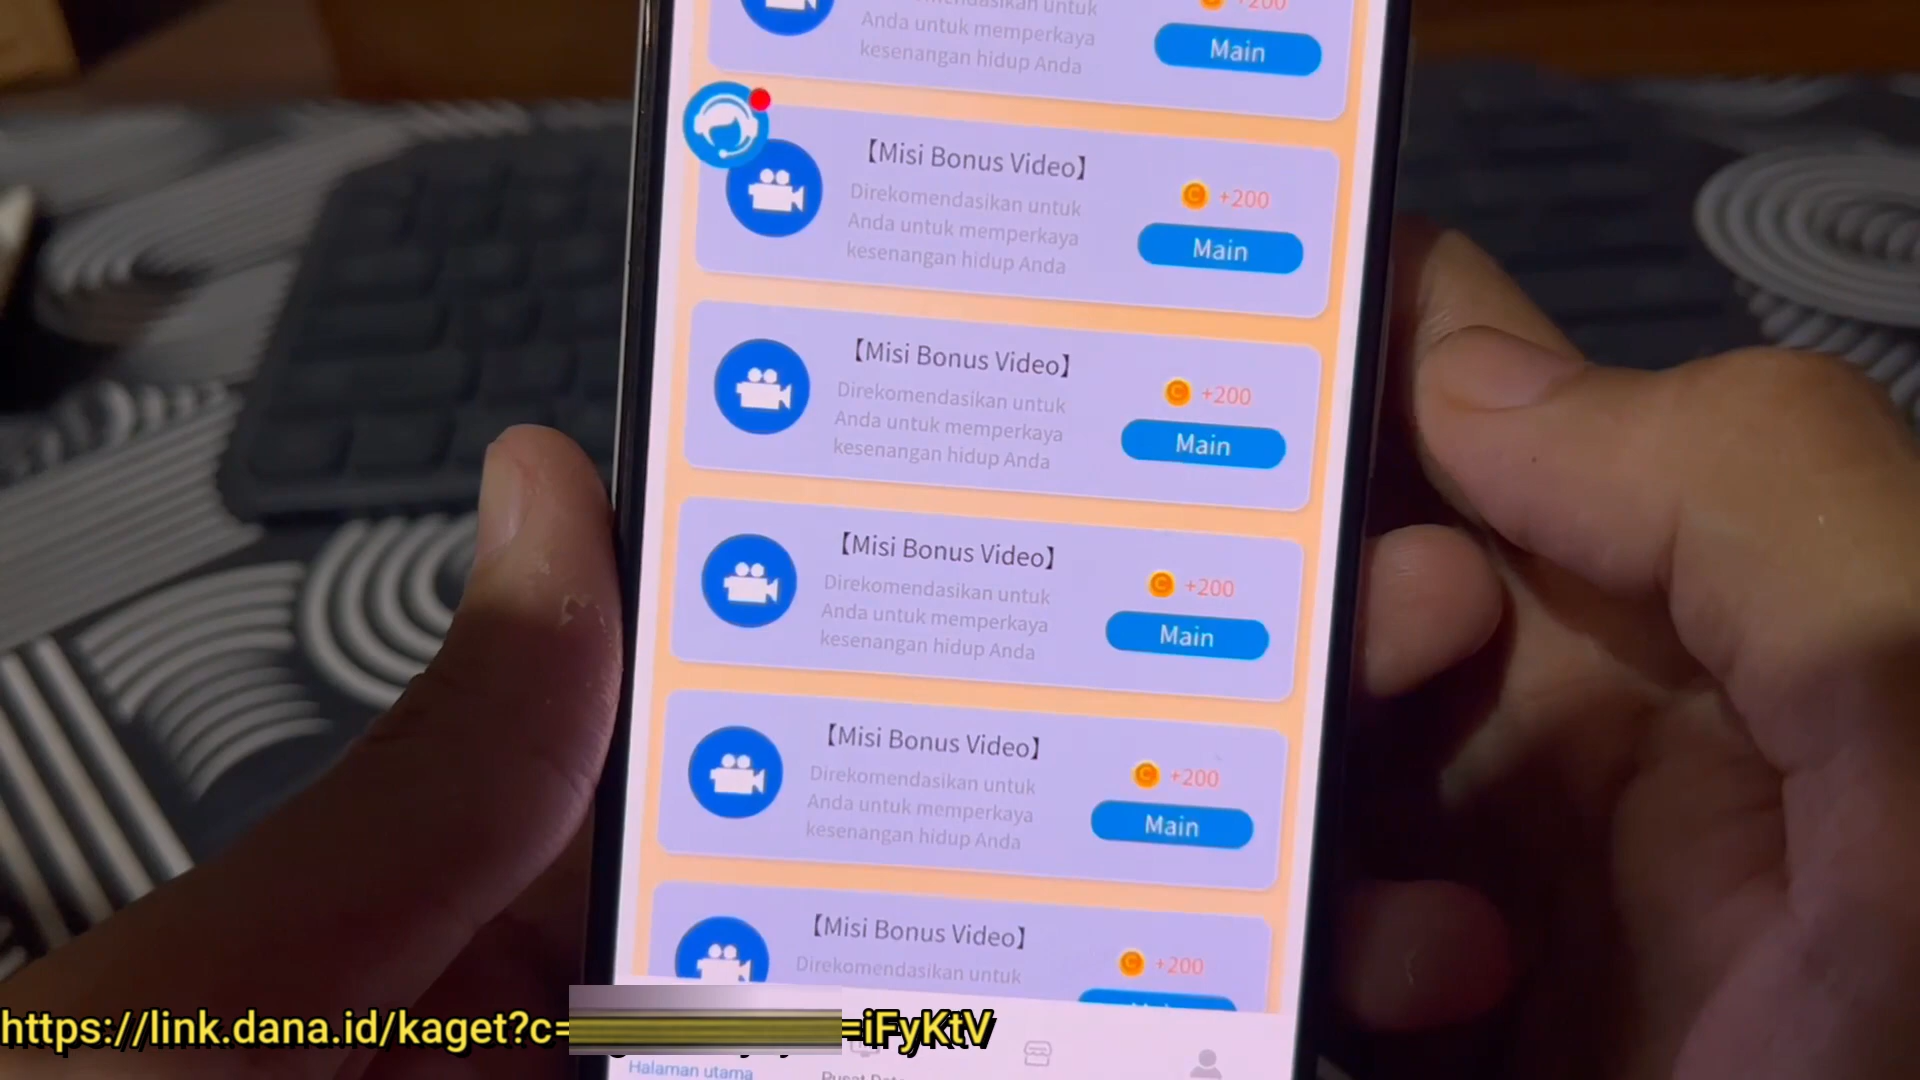 Anda untuk memperkaya
kesenangan hidup Anda
+200
Main
【Misi Bonus Video】
Direkomendasikan untuk
Anda untuk memperkaya
kesenangan hidup Anda
+200
Main
【Misi Bonus Video】
Direkomendasikan untuk
Anda untuk memperkaya
kesenangan hidup Anda
+200
Main
【Misi Bonus Video】
Direkomendasikan untuk
Anda untuk memperkaya
kesenangan hidup Anda
+200
Main
【Misi Bonus Video】
Direkomendasikan untuk
Anda untuk memperkaya
kesenangan hidup Anda
+200
Main
【Misi Bonus Video】
Direkomendasikan untuk
+200
https://link.dana.id/kaget?c=
=iFyKtV
Halaman utama